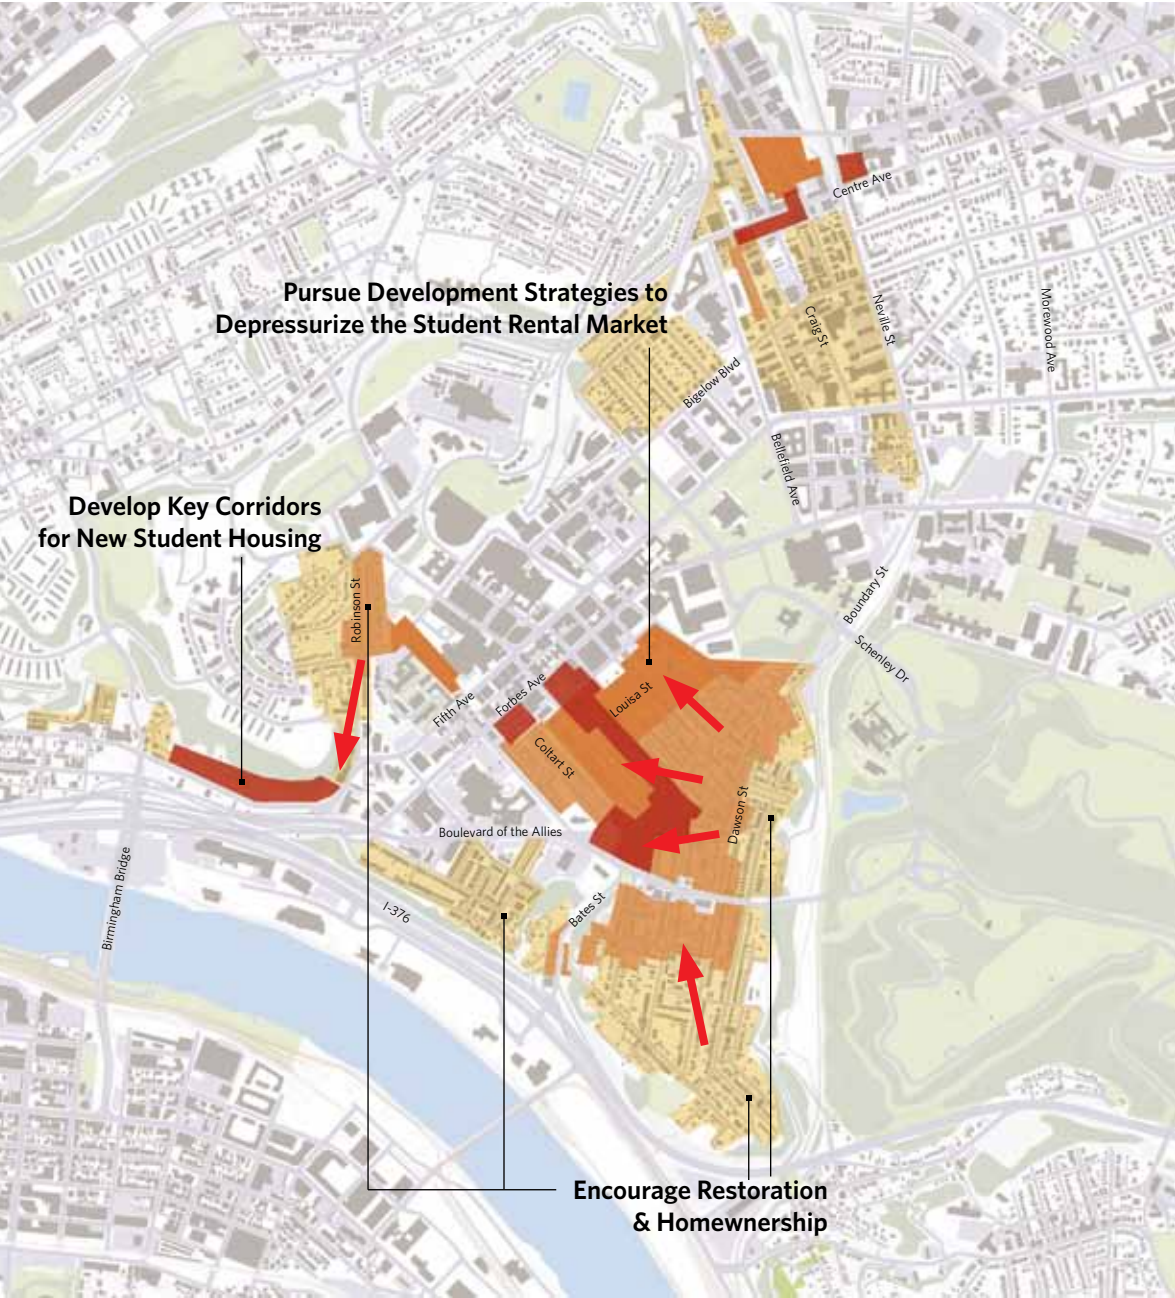 Centre Ave
Pursue Development Strategies to
Depressurize the Student Rental Market
Craig St
Neville St
Morewood Ave
Bigelow Blvd
Bellefield Ave
Develop Key Corridors
for New Student Housing
Robinson St
Boundary St
Schenley Dr
Fifth Ave
Forbes Ave
Louisa St
Coltart St
Dawson St
Boulevard of the Allies
Birmingham Bridge
I-376
Bates St
Encourage Restoration
& Homewnership